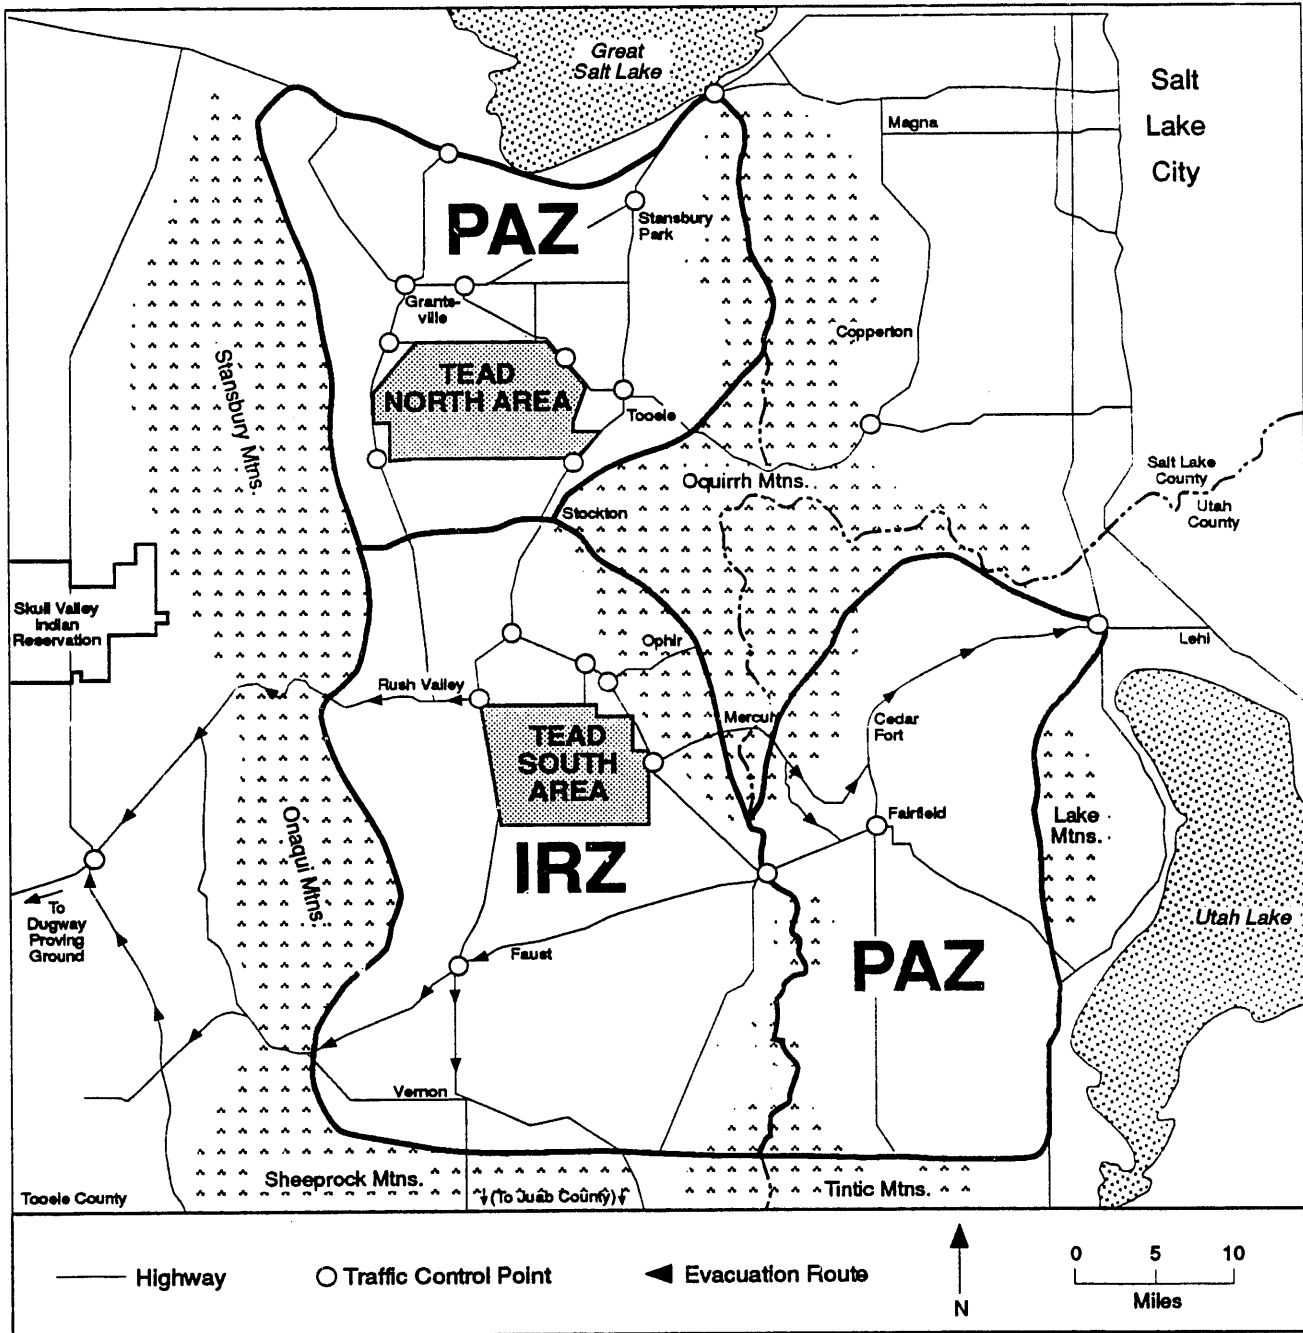 Great
Salt Lake
Salt
Lake
City
Magna
PAZ
Stansbury
Park
Grants-
ville
Copperton
TEAD
NORTH AREA
Stansbury Mtns.
Tooele
Salt Lake
County
Utah
County
Oquirrh Mtns.
Stockton
Skull Valley
Indian
Reservation
Ophir
Lehi
Rush Valley
Mercur
Cedar
Fort
TEAD
SOUTH
AREA
Onaqui Mtns.
Fairfield
Lake
Mtns.
IRZ
To
Dugway
Proving
Ground
Utah Lake
Faust
PAZ
Vernon
Sheeprock Mtns.
Tintic Mtns.
Tooele County
(To Juab County)
Highway
Traffic Control Point
Evacuation Route
N
0 5 10
Miles